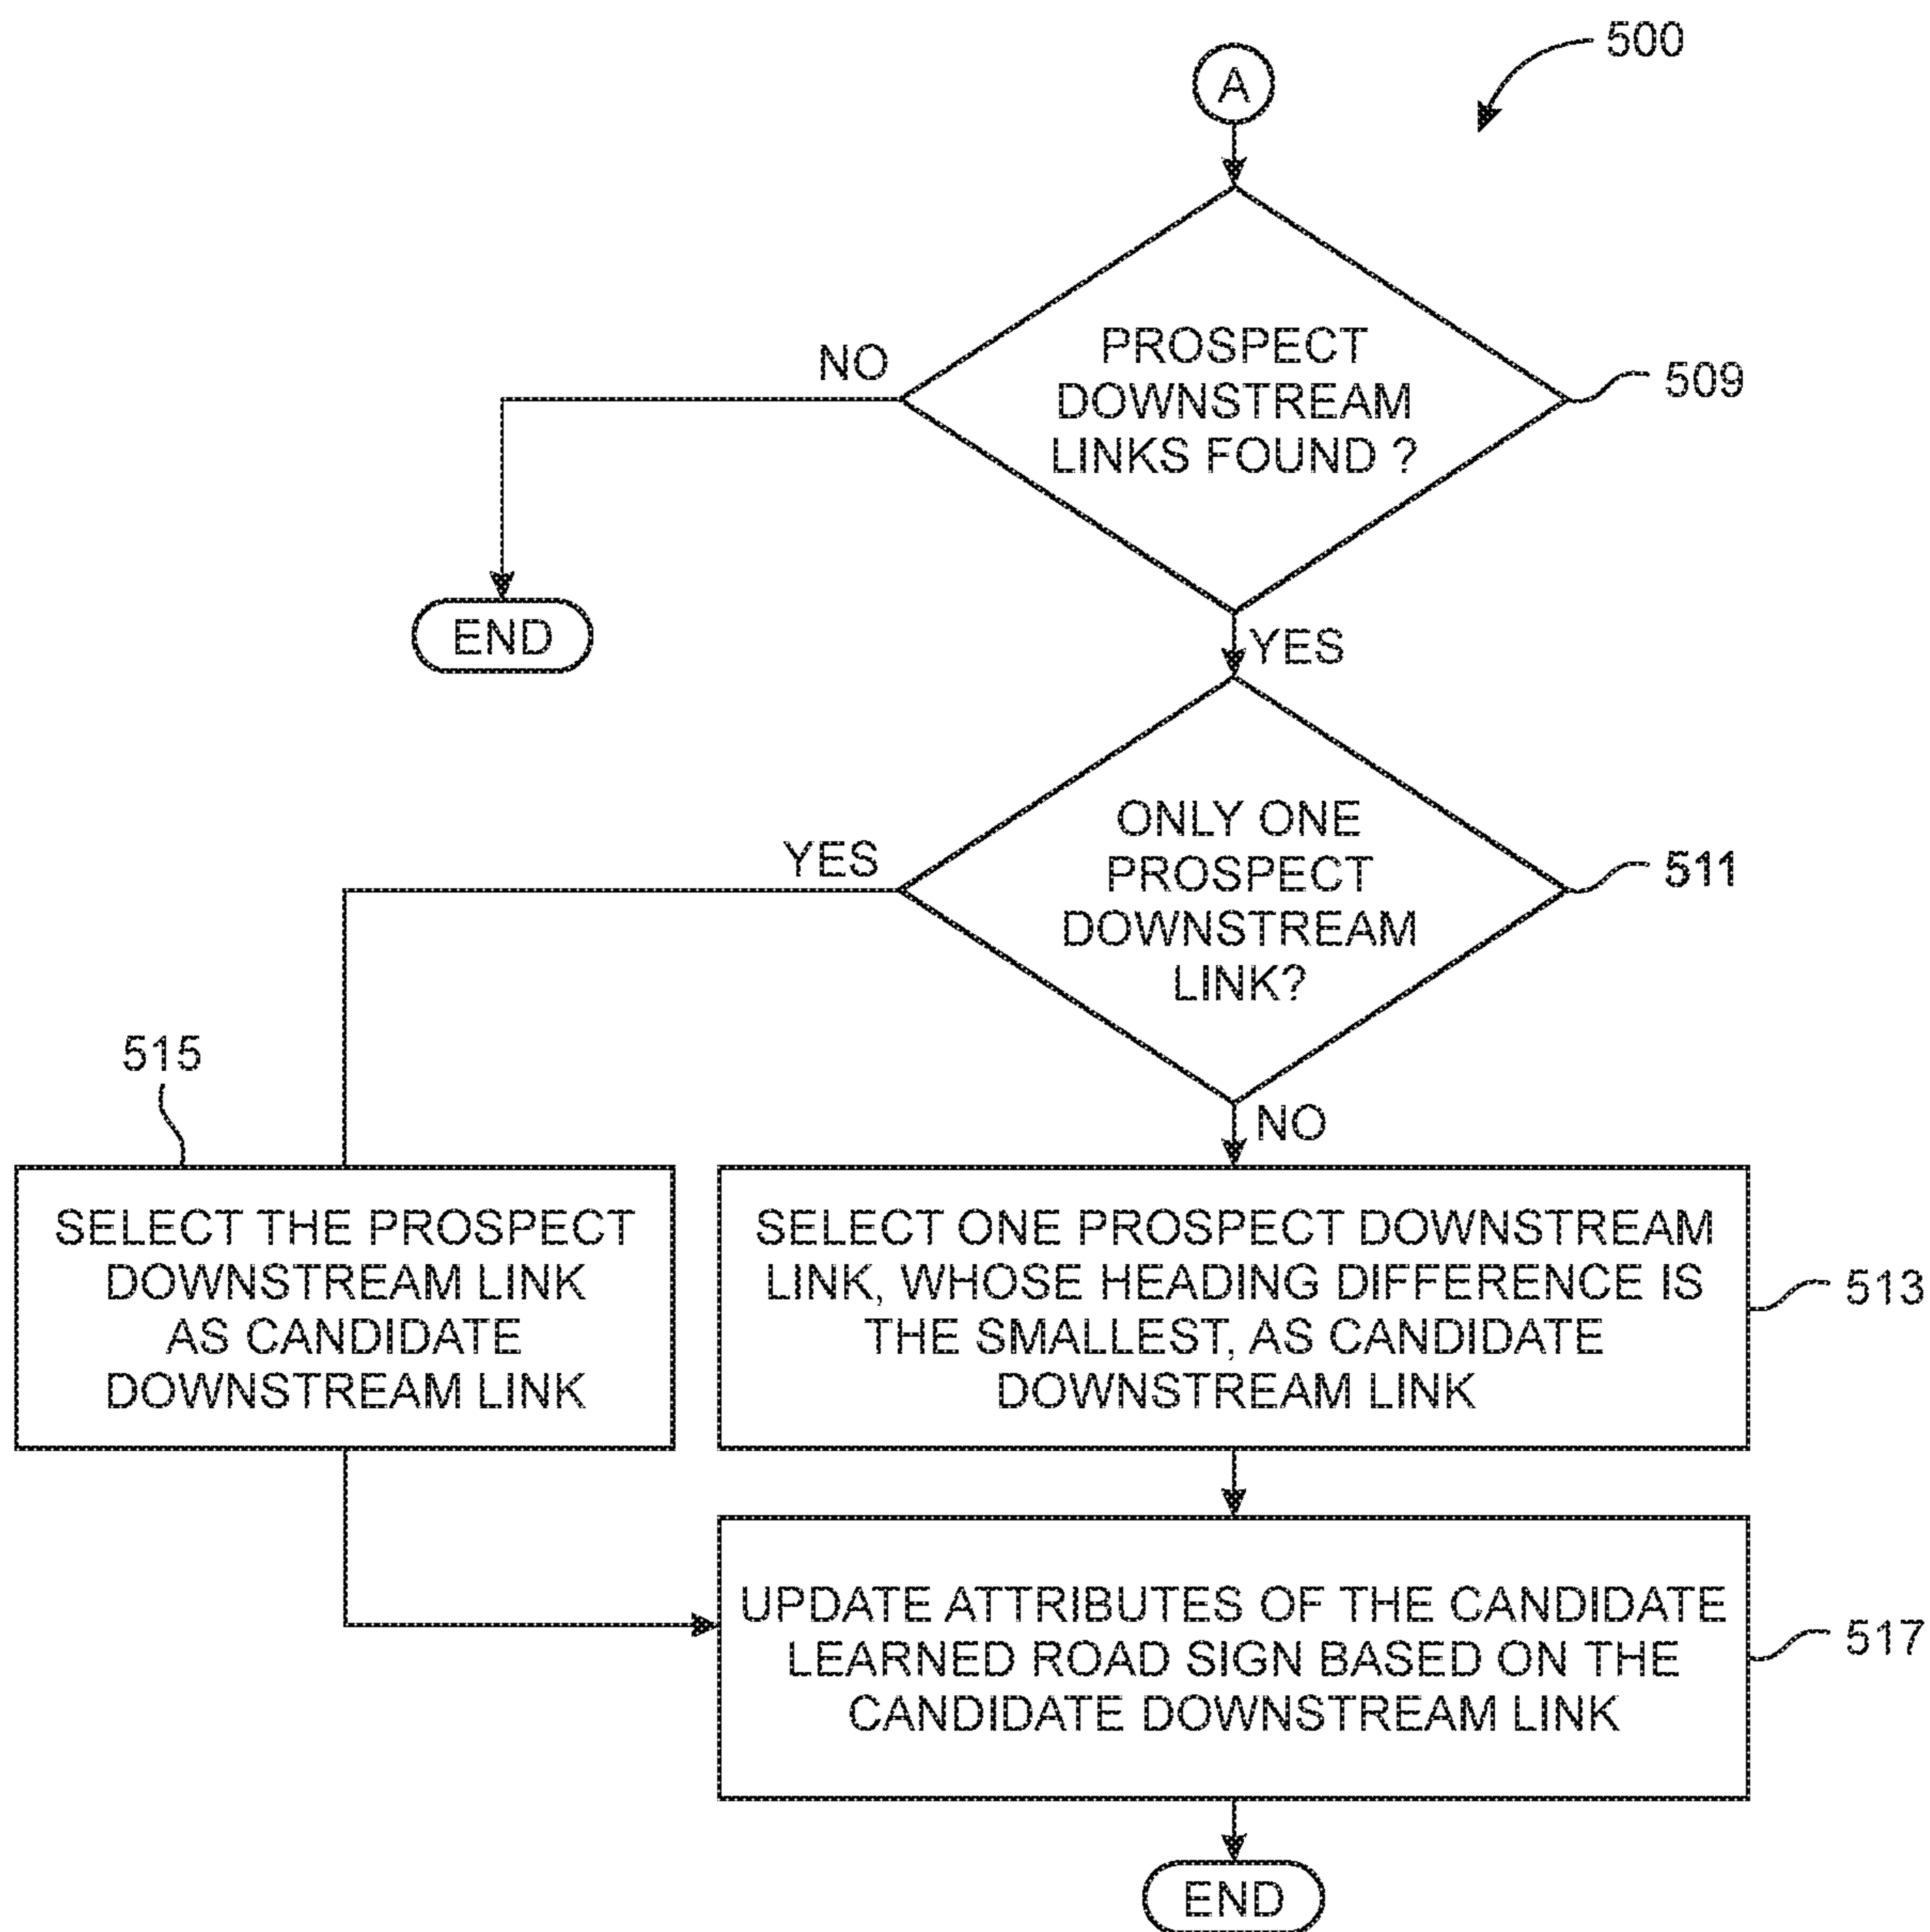 500
A
PROSPECT
DOWNSTREAM
LINKS FOUND ?
509
NO
END
YES
ONLY ONE
PROSPECT
DOWNSTREAM
LINK?
511
YES
NO
515
SELECT THE PROSPECT
DOWNSTREAM LINK
AS CANDIDATE
DOWNSTREAM LINK
SELECT ONE PROSPECT DOWNSTREAM
LINK, WHOSE HEADING DIFFERENCE IS
THE SMALLEST, AS CANDIDATE
DOWNSTREAM LINK
513
UPDATE ATTRIBUTES OF THE CANDIDATE
LEARNED ROAD SIGN BASED ON THE
CANDIDATE DOWNSTREAM LINK
517
END